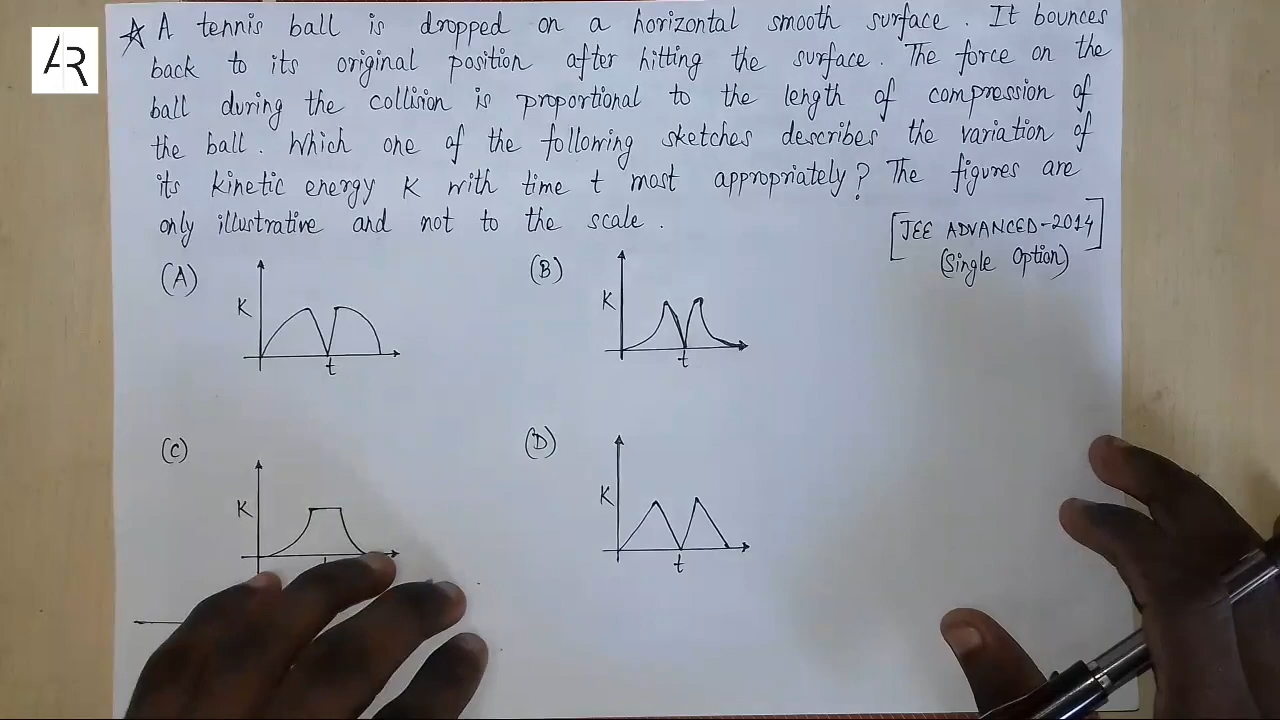 AR
☆ A tennis ball is dropped on a horizontal smooth surface. It bounces
back to its original position after hitting the surface. The force on the
ball during the collision is proportional to the length of compression of
the ball. Which one of the following sketches describes the variation of
its kinetic energy K with time t most appropriately? The figures are
only illustrative and not to the scale.
[JEE ADVANCED-2014]
(Single Option)
(A)
K
t
(B)
K
t
(C)
K
(D)
K
t